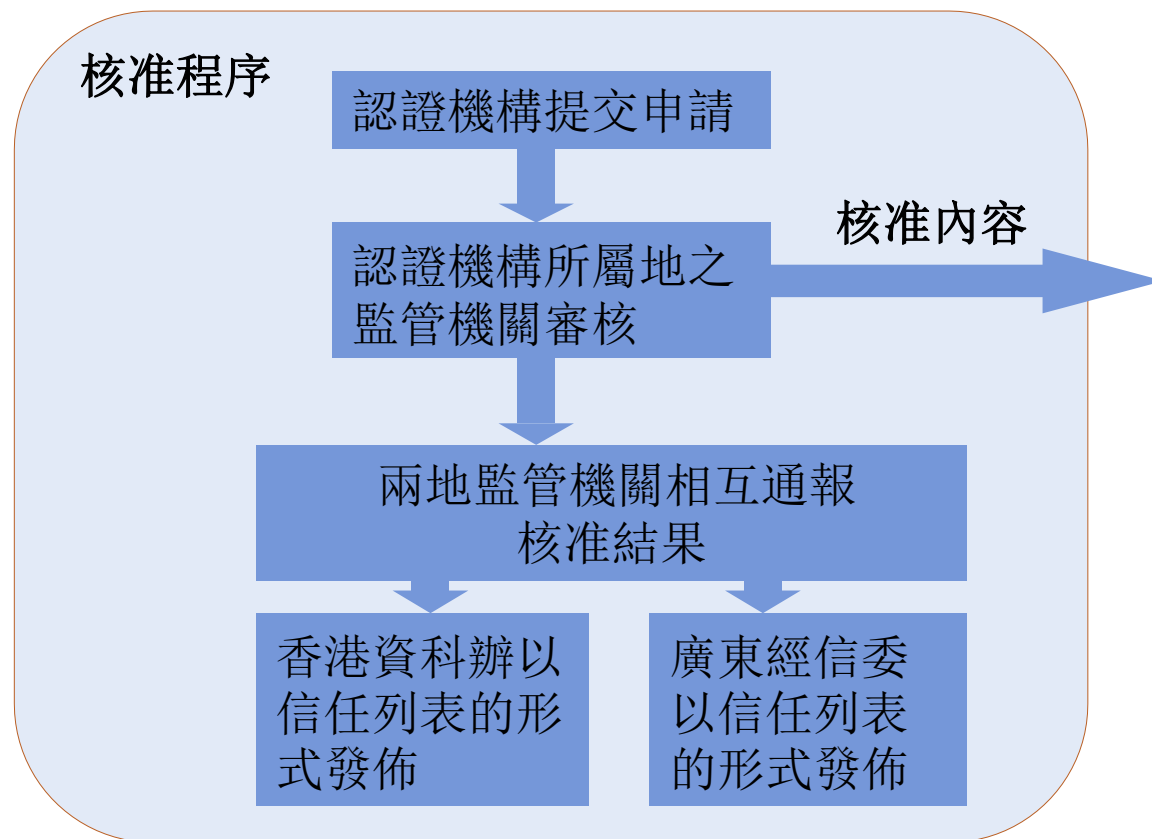 核准程序
認證機構提交申請
核准內容
認證機構所屬地之
監管機關審核
兩地監管機關相互通報
核准結果
香港資科辦以
信任列表的形
式發佈
廣東經信委
以信任列表
的形式發佈